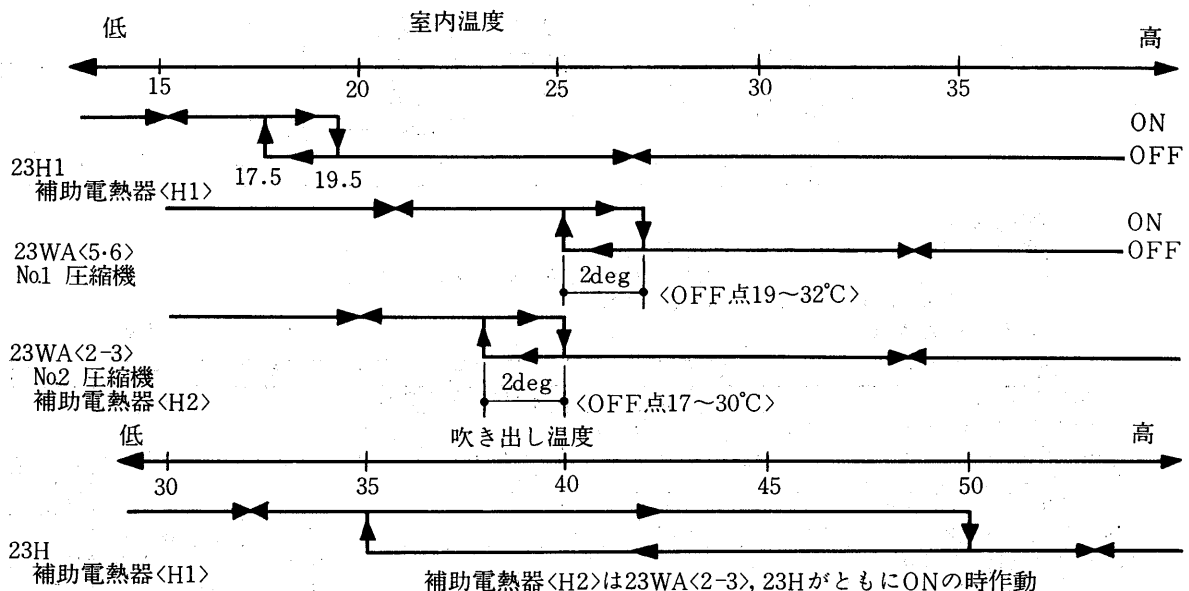 低 室内温度 高
15 20 25 30 35
ON
OFF
23H1
補助電熱器<H1>
17.5 19.5
ON
OFF
23WA<5·6>
No.1 圧縮機
2deg
<OFF点19~32℃>
23WA<2-3>
No.2 圧縮機
補助電熱器<H2>
2deg
<OFF点17~30℃>
低 吹き出し温度 高
30 35 40 45 50
23H
補助電熱器<H1>
補助電熱器<H2>は23WA<2-3>, 23HがともにONの時作動